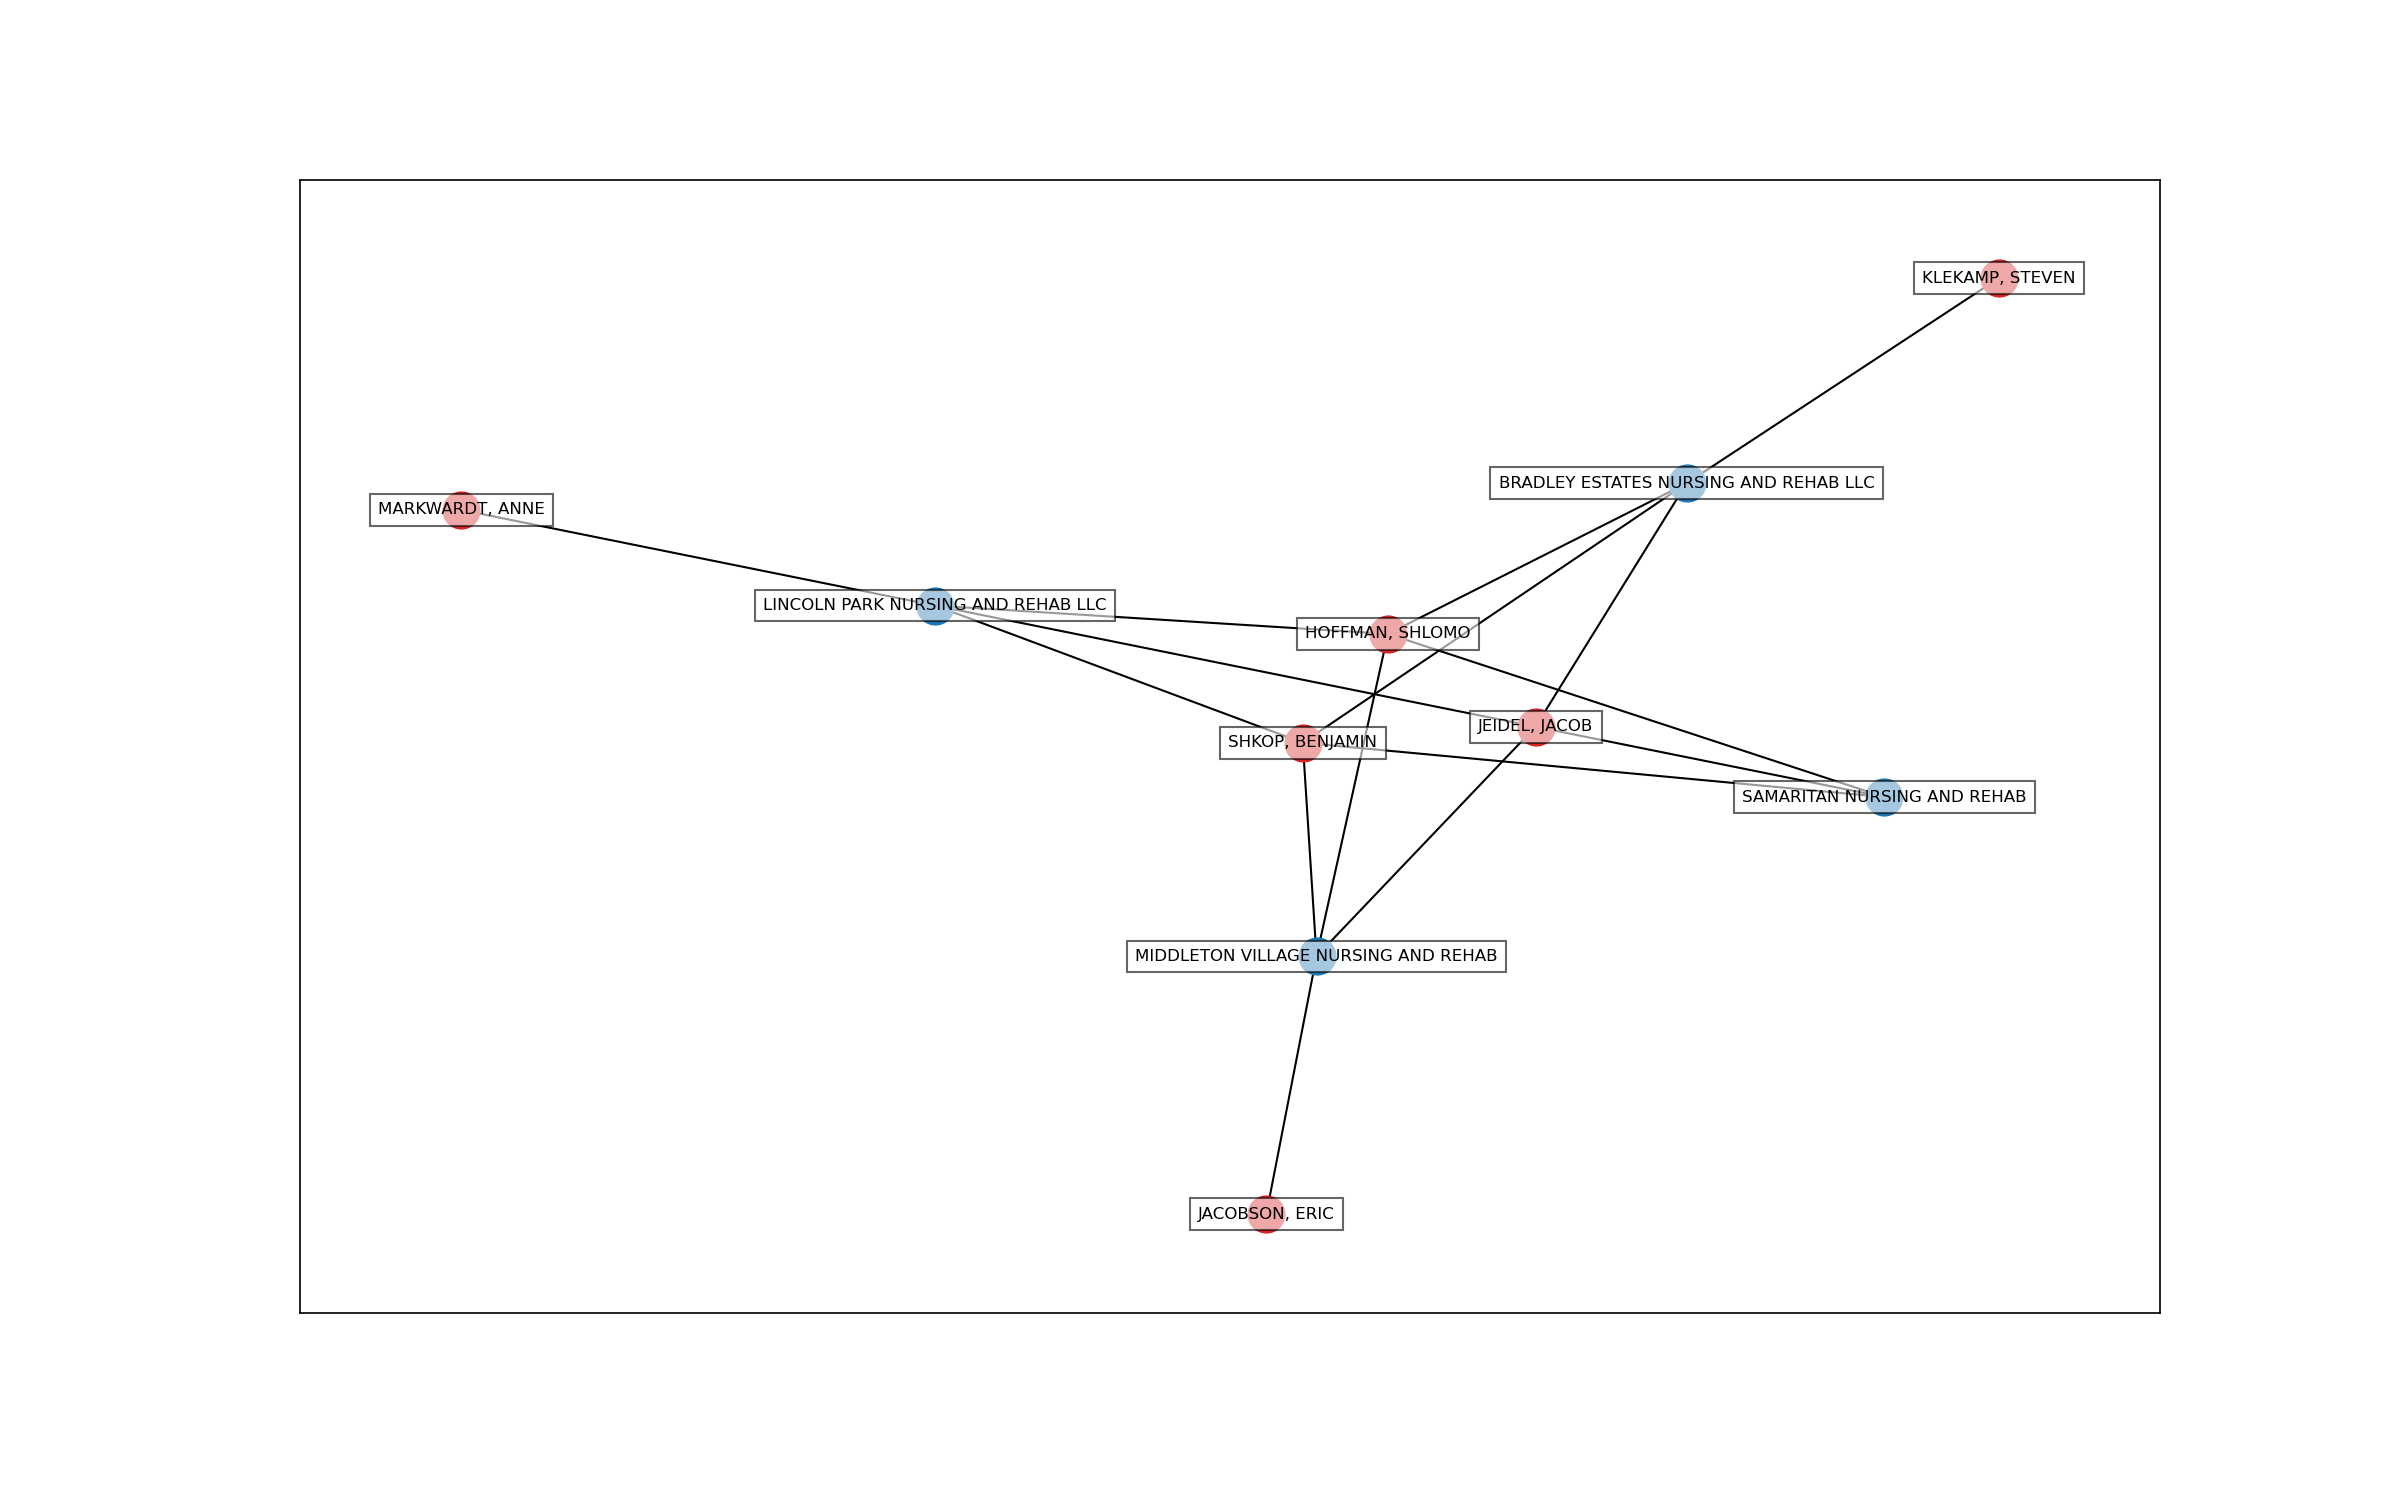 KLEKAMP, STEVEN
BRADLEY ESTATES NURSING AND REHAB LLC
MARKWARDT, ANNE
LINCOLN PARK NURSING AND REHAB LLC
HOFFMAN, SHLOMO
JEIDEL, JACOB
SHKOP, BENJAMIN
SAMARITAN NURSING AND REHAB
MIDDLETON VILLAGE NURSING AND REHAB
JACOBSON, ERIC